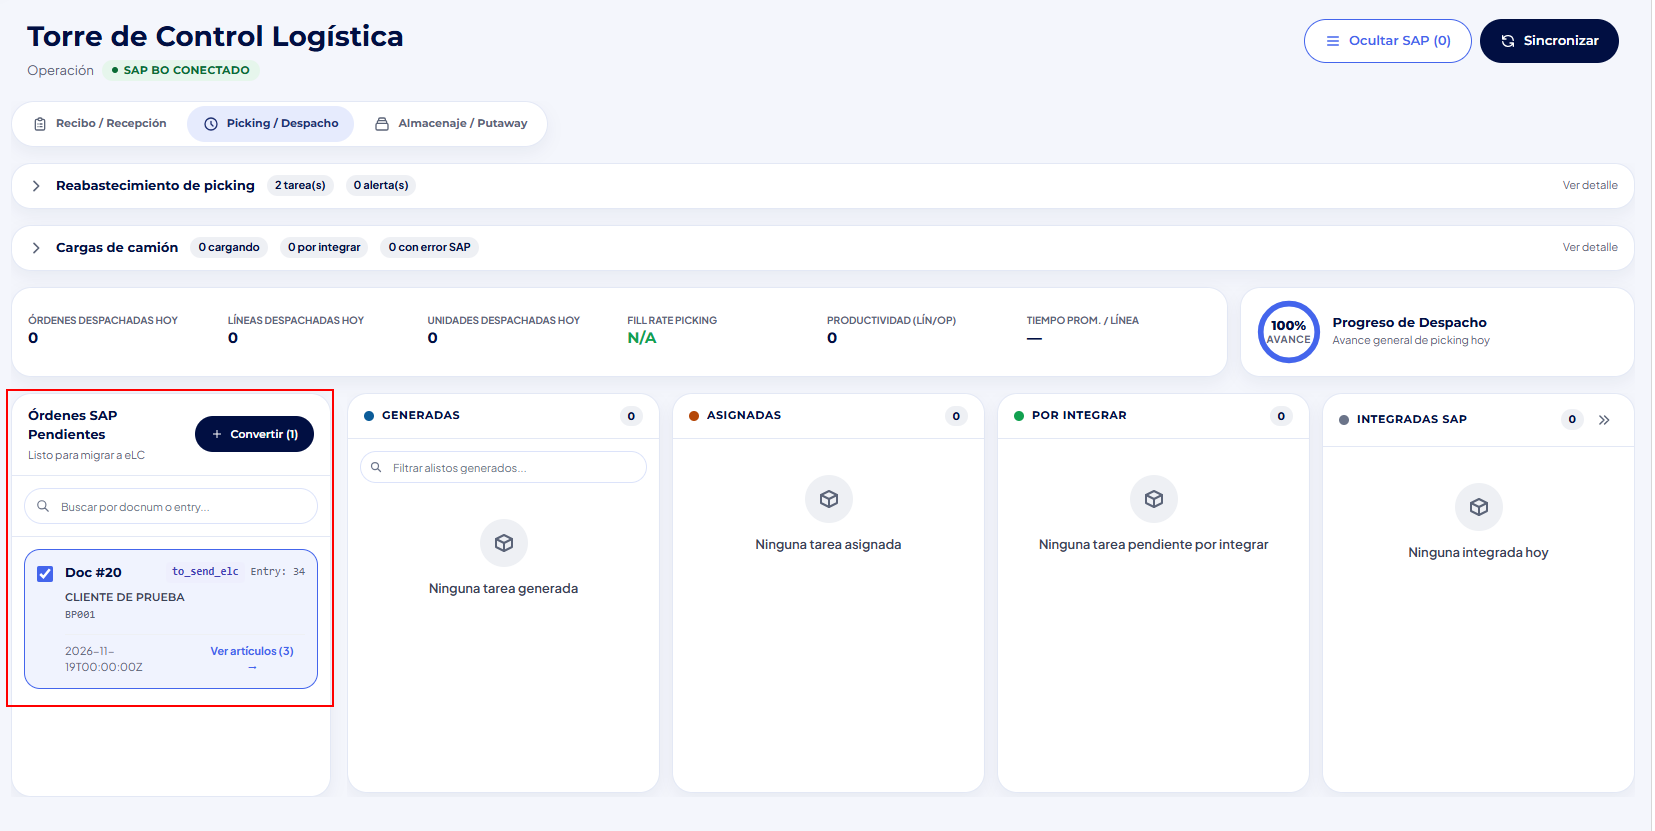 Torre de Control Logística
Ocultar SAP (0)
Sincronizar
Operación
SAP BO CONECTADO
Recibo / Recepción
Picking / Despacho
Almacenaje / Putaway
Reabastecimiento de picking
2 tarea(s)
0 alerta(s)
Ver detalle
Cargas de camión
0 cargando
0 por integrar
0 con error SAP
Ver detalle
ÓRDENES DESPACHADAS HOY
0
LÍNEAS DESPACHADAS HOY
0
UNIDADES DESPACHADAS HOY
0
FILL RATE PICKING
N/A
PRODUCTIVIDAD (LÍN/OP)
0
TIEMPO PROM. / LÍNEA
—
100%
AVANCE
Progreso de Despacho
Avance general de picking hoy
Órdenes SAP
Pendientes
Listo para migrar a eLC
+ Convertir (1)
Buscar por docnum o entry...
Doc #20
to_send_elc
Entry: 34
CLIENTE DE PRUEBA
BP001
2026-11-
19T00:00:00Z
Ver artículos (3)
→
GENERADAS
0
Filtrar alistos generados...
Ninguna tarea generada
ASIGNADAS
0
Ninguna tarea asignada
POR INTEGRAR
0
Ninguna tarea pendiente por integrar
INTEGRADAS SAP
0
Ninguna integrada hoy